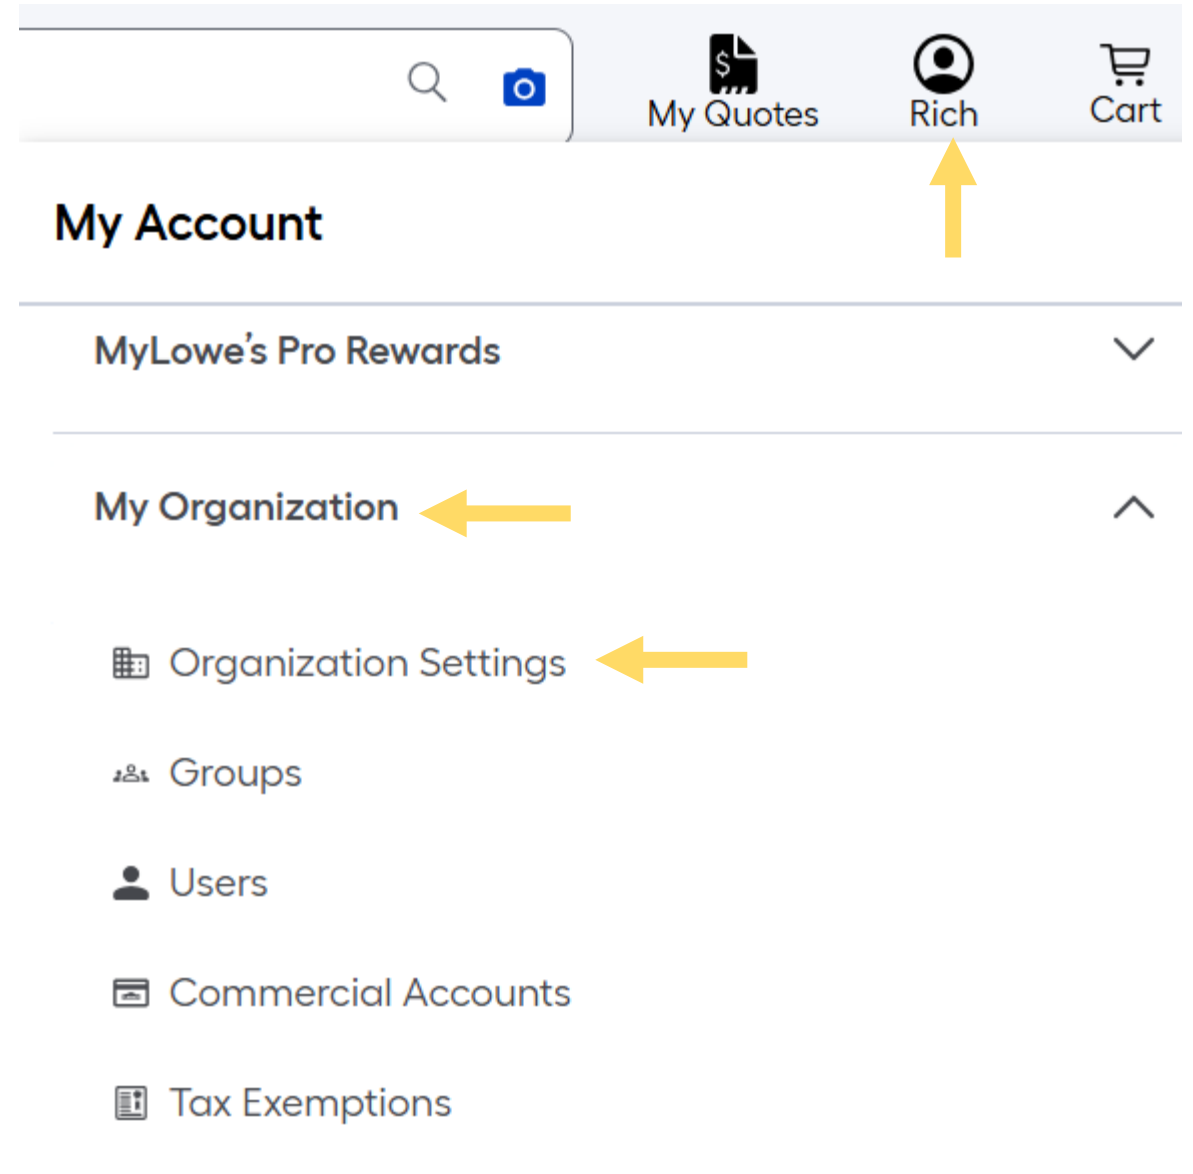 My Quotes
Rich
Cart
My Account
MyLowe's Pro Rewards
My Organization
Organization Settings
Groups
Users
Commercial Accounts
Tax Exemptions